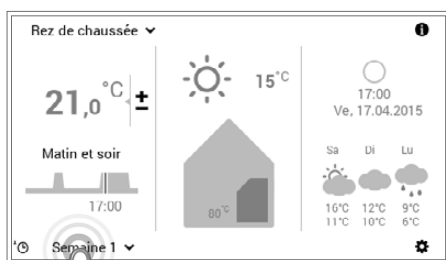 Rez de chaussée
21,0 °C ±
Matin et soir
17:00
Semaine 1
15°C
80°C
17:00
Ve, 17.04.2015
Sa Di Lu
16°C 12°C 9°C
11°C 10°C 6°C